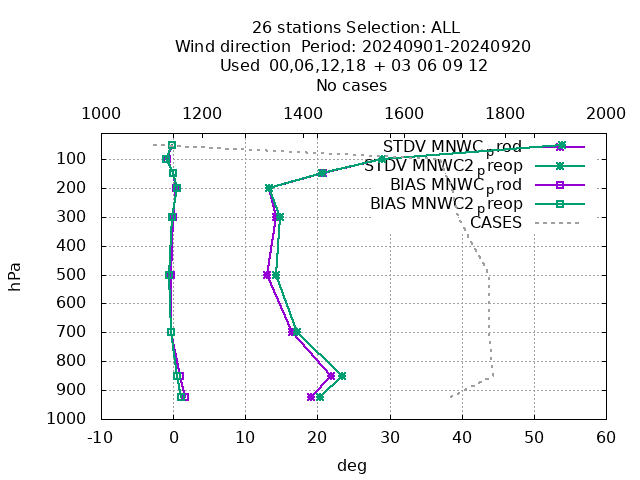 26 stations Selection: ALL
Wind direction  Period: 20240901-20240920
Used  00,06,12,18 + 03 06 09 12
No cases
1000 1200 1400 1600 1800 2000
STDV MNWC_prod
STDV MNWC2_preop
BIAS MNWC_prod
BIAS MNWC2_preop
CASES
100
200
300
400
500
600
700
800
900
1000
hPa
-10 0 10 20 30 40 50 60
deg